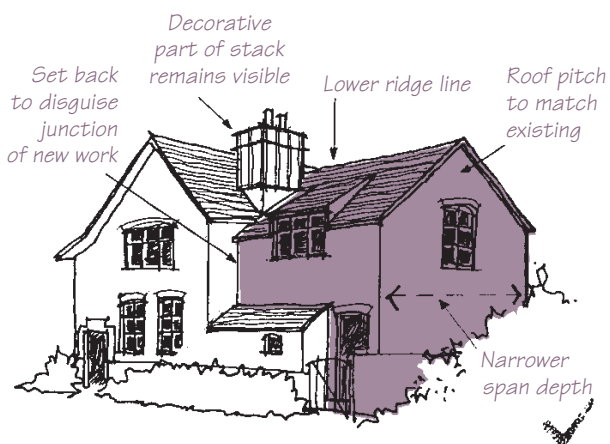 Decorative
part of stack
remains visible
Set back
to disguise
junction
of new work
Lower ridge line
Roof pitch
to match
existing
Narrower
span depth